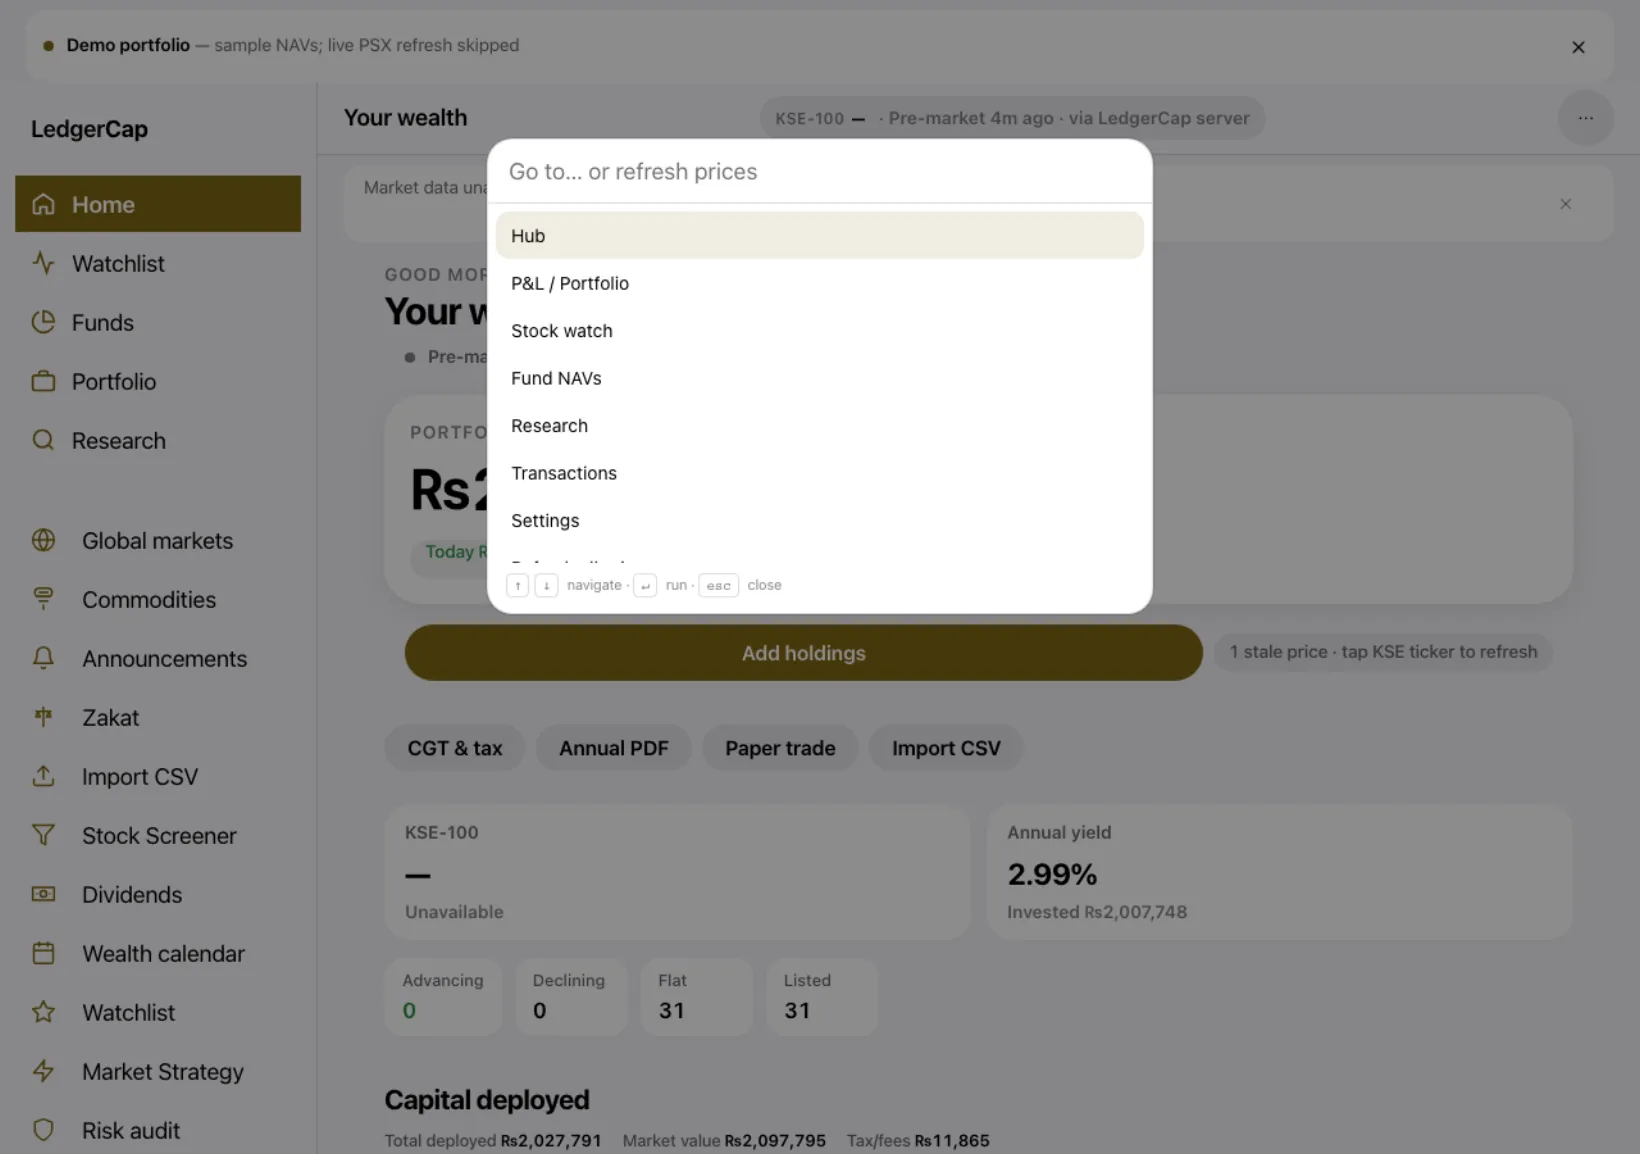 Demo portfolio — sample NAVs; live PSX refresh skipped
LedgerCap
Home
Watchlist
Funds
Portfolio
Research
Global markets
Commodities
Announcements
Zakat
Import CSV
Stock Screener
Dividends
Wealth calendar
Watchlist
Market Strategy
Risk audit
Your wealth
KSE-100 — · Pre-market 4m ago · via LedgerCap server
...
Market data
GOOD
Your
Rs2
Today
Go to... or refresh prices
Hub
P&L / Portfolio
Stock watch
Fund NAVs
Research
Transactions
Settings
↑ ↓ navigate · ↵ run · esc close
Add holdings
1 stale price · tap KSE ticker to refresh
CGT & tax
Annual PDF
Paper trade
Import CSV
KSE-100
—
Unavailable
Annual yield
2.99%
Invested Rs2,007,748
Advancing
0
Declining
0
Flat
31
Listed
31
Capital deployed
Total deployed Rs2,027,791 Market value Rs2,097,795 Tax/fees Rs11,865